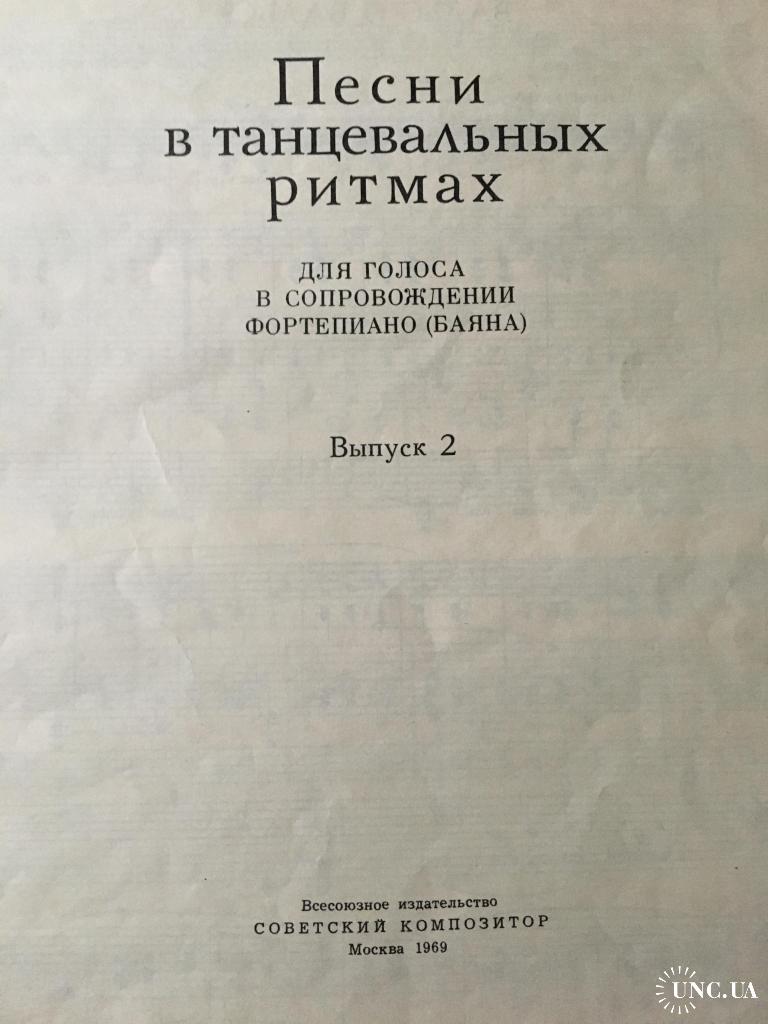 Песни
в танцевальных
ритмах
ДЛЯ ГОЛОСА
В СОПРОВОЖДЕНИИ
ФОРТЕПИАНО (БАЯНА)
Выпуск 2
Всесоюзное издательство
СОВЕТСКИЙ КОМПОЗИТОР
Москва 1969
UNC.UA